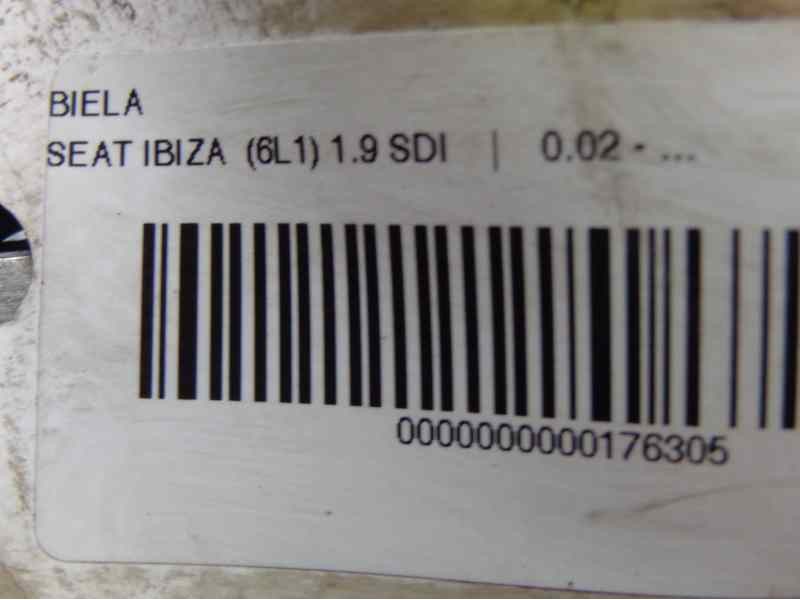 BIELA
SEAT IBIZA (6L1) 1.9 SDI | 0.02 - ...
0000000000176305